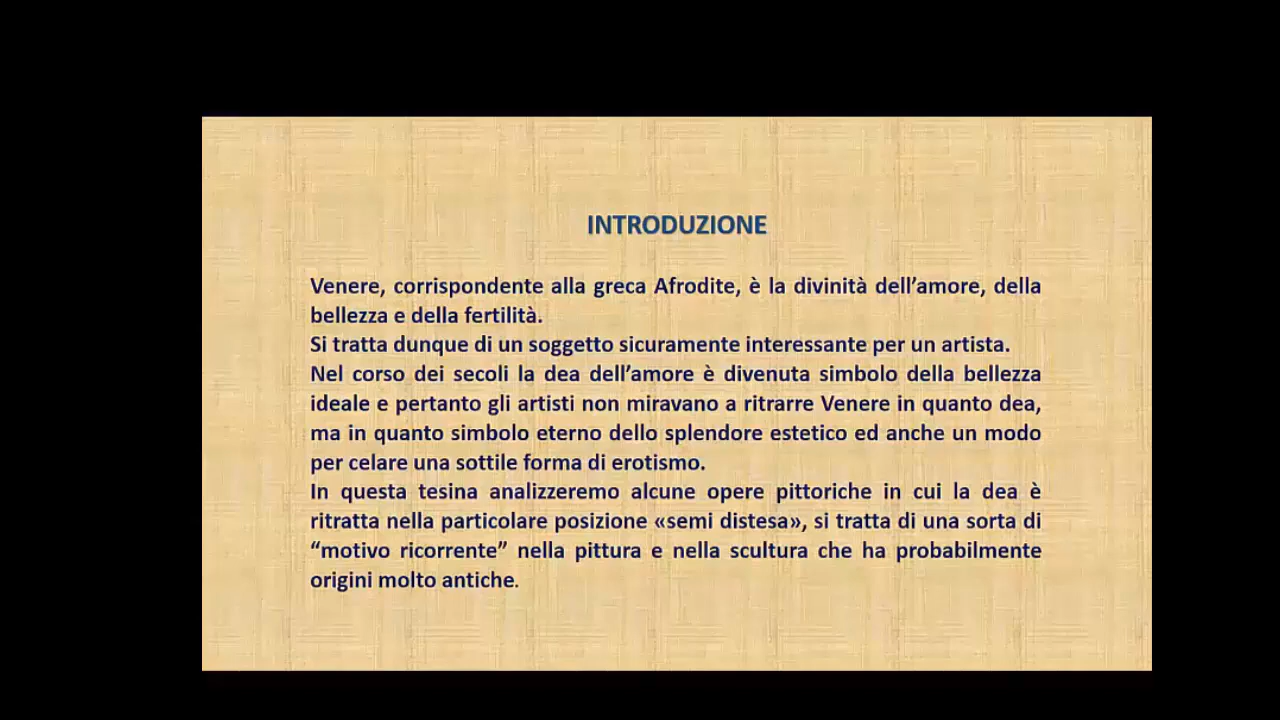 INTRODUZIONE
Venere, corrispondente alla greca Afrodite, è la divinità dell’amore, della
bellezza e della fertilità.
Si tratta dunque di un soggetto sicuramente interessante per un artista.
Nel corso dei secoli la dea dell’amore è divenuta simbolo della bellezza
ideale e pertanto gli artisti non miravano a ritrarre Venere in quanto dea,
ma in quanto simbolo eterno dello splendore estetico ed anche un modo
per celare una sottile forma di erotismo.
In questa tesina analizzeremo alcune opere pittoriche in cui la dea è
ritratta nella particolare posizione «semi distesa», si tratta di una sorta di
“motivo ricorrente” nella pittura e nella scultura che ha probabilmente
origini molto antiche.